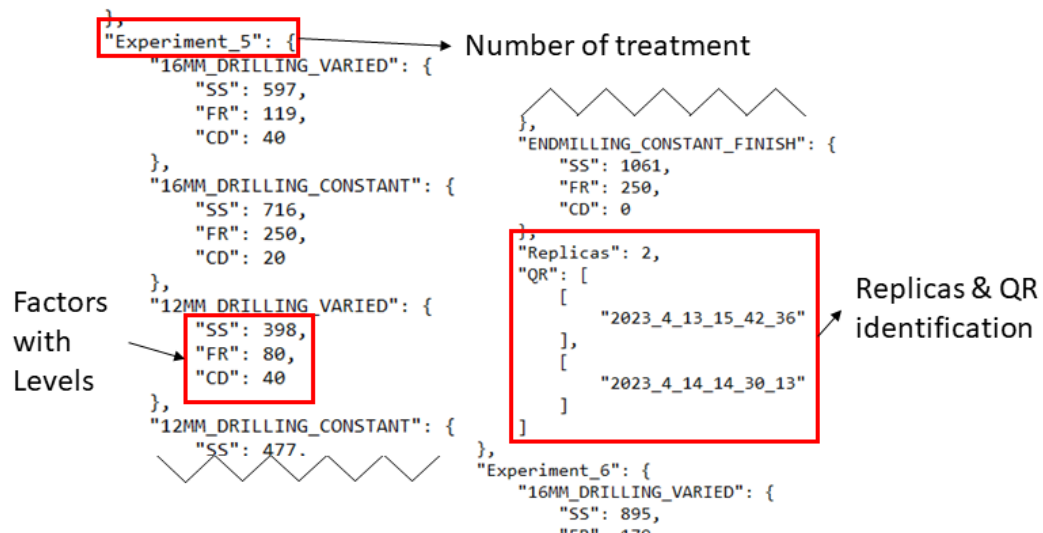 },
"Experiment_5": {
"16MM_DRILLING_VARIED": {
"SS": 597,
"FR": 119,
"CD": 40
},
"16MM_DRILLING_CONSTANT": {
"SS": 716,
"FR": 250,
"CD": 20
},
"12MM_DRILLING_VARIED": {
"SS": 398,
"FR": 80,
"CD": 40
},
"12MM_DRILLING_CONSTANT": {
"SS": 477.
Number of treatment
Factors
with
Levels
},
"ENDMILLING_CONSTANT_FINISH": {
"SS": 1061,
"FR": 250,
"CD": 0
},
"Replicas": 2,
"QR": [
[
"2023_4_13_15_42_36"
],
[
"2023_4_14_14_30_13"
]
]
},
"Experiment_6": {
"16MM_DRILLING_VARIED": {
"SS": 895,
Replicas & QR
identification